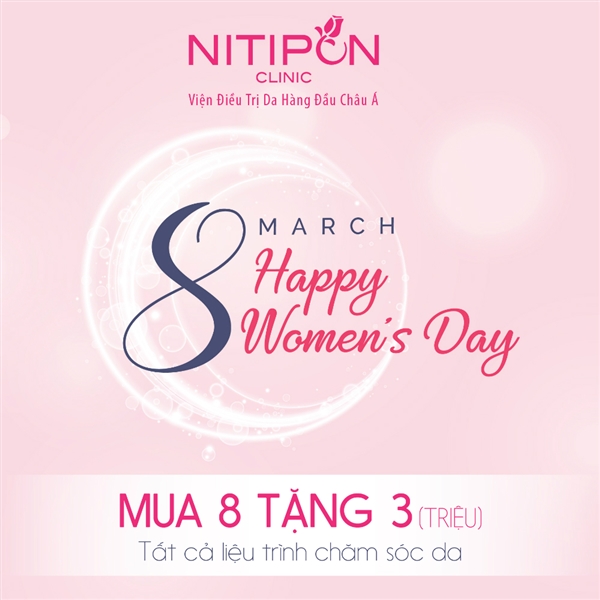 NITIPON
CLINIC
Viện Điều Trị Da Hàng Đầu Châu Á
8 MARCH
Happy
Women's Day
MUA 8 TẶNG 3 (TRIỆU)
Tất cả liệu trình chăm sóc da